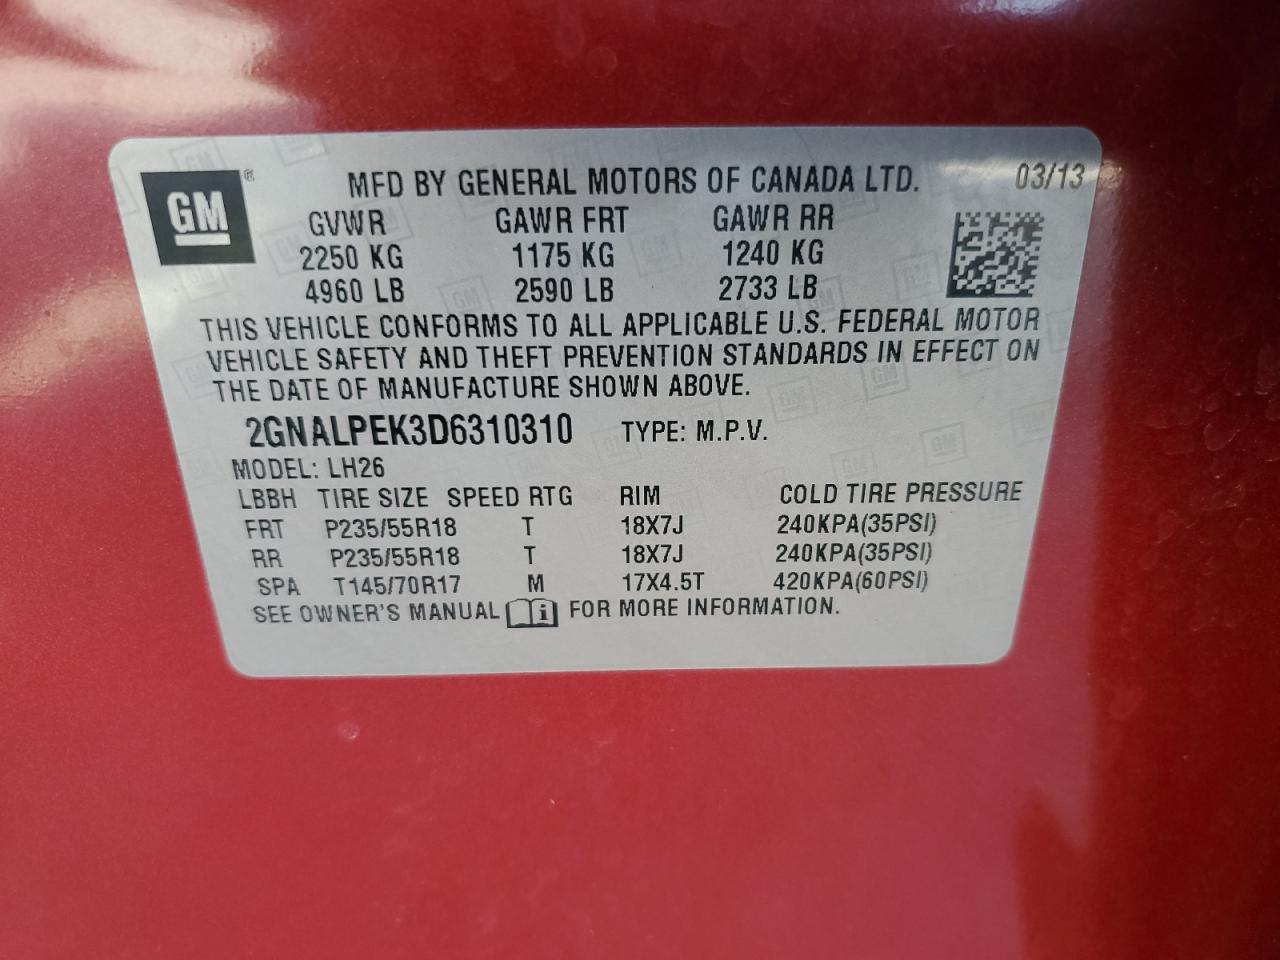 GM ®
MFD BY GENERAL MOTORS OF CANADA LTD. 03/13
GVWR GAWR FRT GAWR RR
2250 KG 1175 KG 1240 KG
4960 LB 2590 LB 2733 LB
THIS VEHICLE CONFORMS TO ALL APPLICABLE U.S. FEDERAL MOTOR
VEHICLE SAFETY AND THEFT PREVENTION STANDARDS IN EFFECT ON
THE DATE OF MANUFACTURE SHOWN ABOVE.
2GNALPEK3D6310310 TYPE: M.P.V.
MODEL: LH26
LBBH TIRE SIZE SPEED RTG RIM COLD TIRE PRESSURE
FRT P235/55R18 T 18X7J 240KPA(35PSI)
RR P235/55R18 T 18X7J 240KPA(35PSI)
SPA T145/70R17 M 17X4.5T 420KPA(60PSI)
SEE OWNER'S MANUAL i FOR MORE INFORMATION.